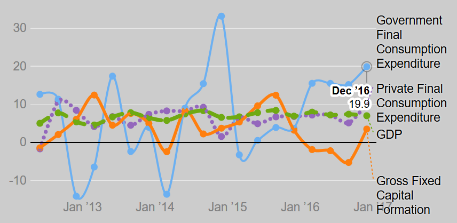 30
20
10
0
-10
Jan '13
Jan '14
Jan '15
Jan '16
Jan '17
Dec '16
19.9
Government
Final
Consumption
Expenditure
Private Final
Consumption
Expenditure
GDP
Gross Fixed
Capital
Formation